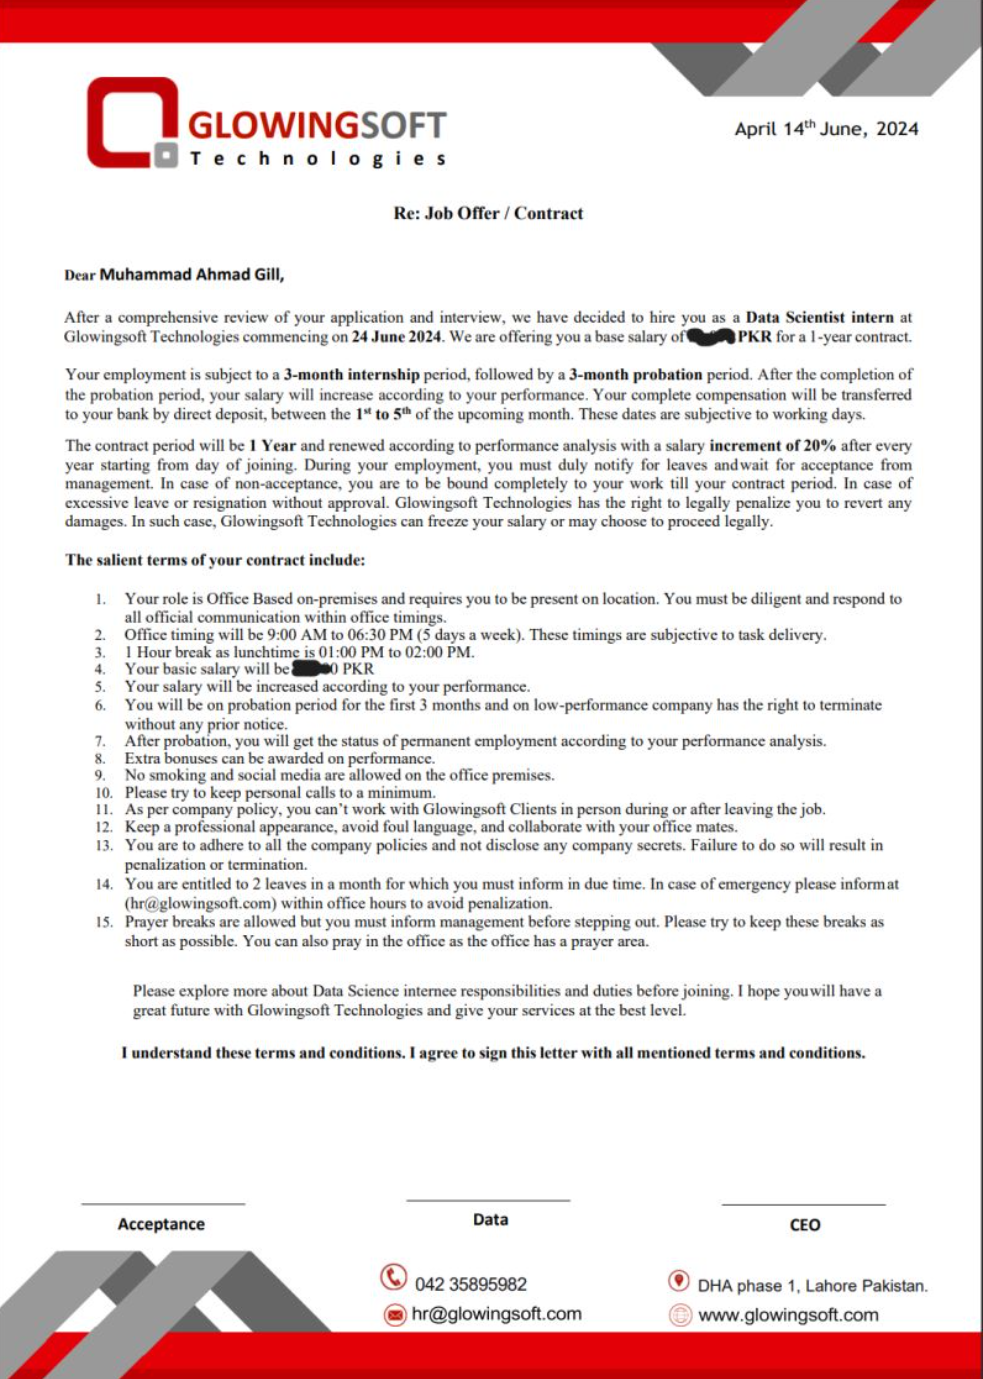 GLOWINGSOFT
Technologies
April 14th June, 2024
Re: Job Offer / Contract
Dear Muhammad Ahmad Gill,
After a comprehensive review of your application and interview, we have decided to hire you as a Data Scientist intern at
Glowingsoft Technologies commencing on 24 June 2024. We are offering you a base salary of PKR for a 1-year contract.
Your employment is subject to a 3-month internship period, followed by a 3-month probation period. After the completion of
the probation period, your salary will increase according to your performance. Your complete compensation will be transferred
to your bank by direct deposit, between the 1st to 5th of the upcoming month. These dates are subjective to working days.
The contract period will be 1 Year and renewed according to performance analysis with a salary increment of 20% after every
year starting from day of joining. During your employment, you must duly notify for leaves and wait for acceptance from
management. In case of non-acceptance, you are to be bound completely to your work till your contract period. In case of
excessive leave or resignation without approval. Glowingsoft Technologies has the right to legally penalize you to revert any
damages. In such case, Glowingsoft Technologies can freeze your salary or may choose to proceed legally.
The salient terms of your contract include:
1. Your role is Office Based on-premises and requires you to be present on location. You must be diligent and respond to
all official communication within office timings.
2. Office timing will be 9:00 AM to 06:30 PM (5 days a week). These timings are subjective to task delivery.
3. 1 Hour break as lunchtime is 01:00 PM to 02:00 PM.
4. Your basic salary will be 0 PKR
5. Your salary will be increased according to your performance.
6. You will be on probation period for the first 3 months and on low-performance company has the right to terminate
without any prior notice.
7. After probation, you will get the status of permanent employment according to your performance analysis.
8. Extra bonuses can be awarded on performance.
9. No smoking and social media are allowed on the office premises.
10. Please try to keep personal calls to a minimum.
11. As per company policy, you can't work with Glowingsoft Clients in person during or after leaving the job.
12. Keep a professional appearance, avoid foul language, and collaborate with your office mates.
13. You are to adhere to all the company policies and not disclose any company secrets. Failure to do so will result in
penalization or termination.
14. You are entitled to 2 leaves in a month for which you must inform in due time. In case of emergency please inform at
(hr@glowingsoft.com) within office hours to avoid penalization.
15. Prayer breaks are allowed but you must inform management before stepping out. Please try to keep these breaks as
short as possible. You can also pray in the office as the office has a prayer area.
Please explore more about Data Science internee responsibilities and duties before joining. I hope you will have a
great future with Glowingsoft Technologies and give your services at the best level.
I understand these terms and conditions. I agree to sign this letter with all mentioned terms and conditions.
Acceptance
Data
CEO
042 35895982
DHA phase 1, Lahore Pakistan.
hr@glowingsoft.com
www.glowingsoft.com